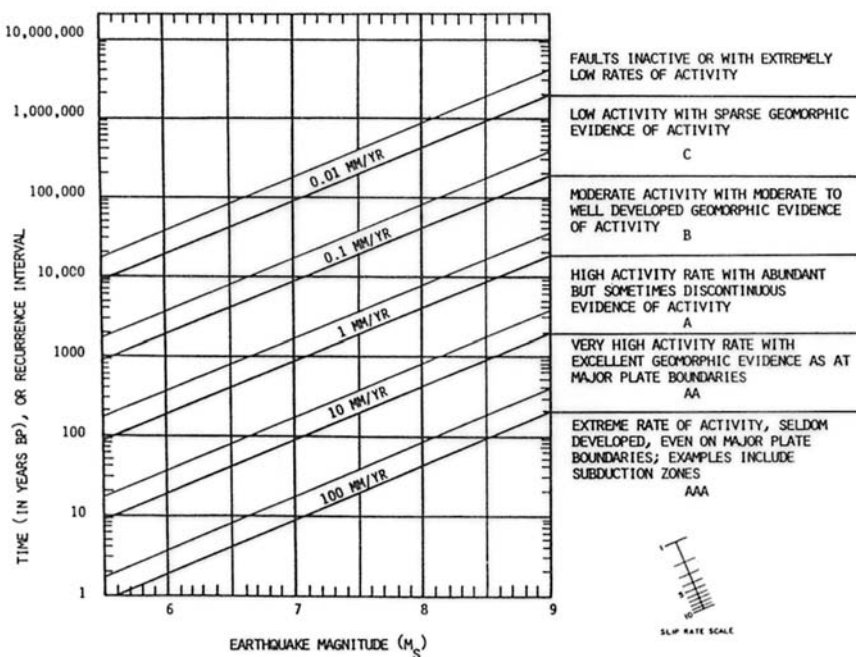 10,000,000
1,000,000
100,000
10,000
1000
100
10
1
TIME (IN YEARS BP), OR RECURRENCE INTERVAL
0.01 MM/YR
0.1 MM/YR
1 MM/YR
10 MM/YR
100 MM/YR
6 7 8 9
EARTHQUAKE MAGNITUDE (MS)
FAULTS INACTIVE OR WITH EXTREMELY
LOW RATES OF ACTIVITY
LOW ACTIVITY WITH SPARSE GEOMORPHIC
EVIDENCE OF ACTIVITY
C
MODERATE ACTIVITY WITH MODERATE TO
WELL DEVELOPED GEOMORPHIC EVIDENCE
OF ACTIVITY
B
HIGH ACTIVITY RATE WITH ABUNDANT
BUT SOMETIMES DISCONTINUOUS
EVIDENCE OF ACTIVITY
A
VERY HIGH ACTIVITY RATE WITH
EXCELLENT GEOMORPHIC EVIDENCE AS AT
MAJOR PLATE BOUNDARIES
AA
EXTREME RATE OF ACTIVITY, SELDOM
DEVELOPED, EVEN ON MAJOR PLATE
BOUNDARIES; EXAMPLES INCLUDE
SUBDUCTION ZONES
AAA
1
5
10
SLIP RATE SCALE